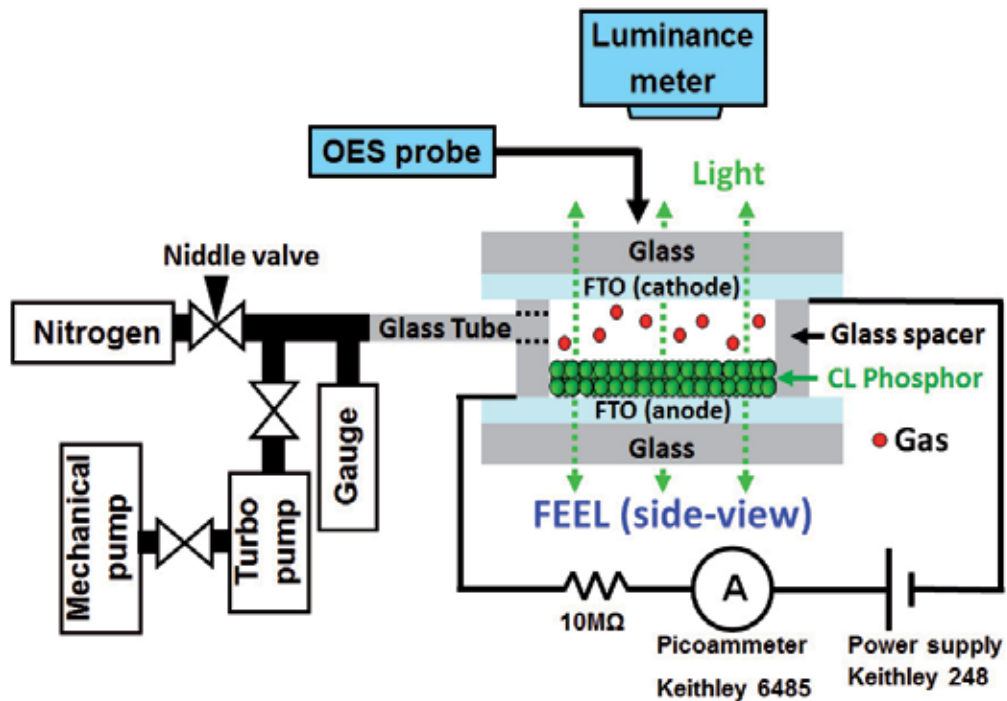 Luminance
meter
OES probe
Light
Niddle valve
Glass
FTO (cathode)
Nitrogen
Glass Tube
Glass spacer
CL Phosphor
FTO (anode)
Gas
Glass
Gauge
Mechanical
pump
Turbo
pump
FEEL (side-view)
A
10MΩ
Picoammeter
Keithley 6485
Power supply
Keithley 248